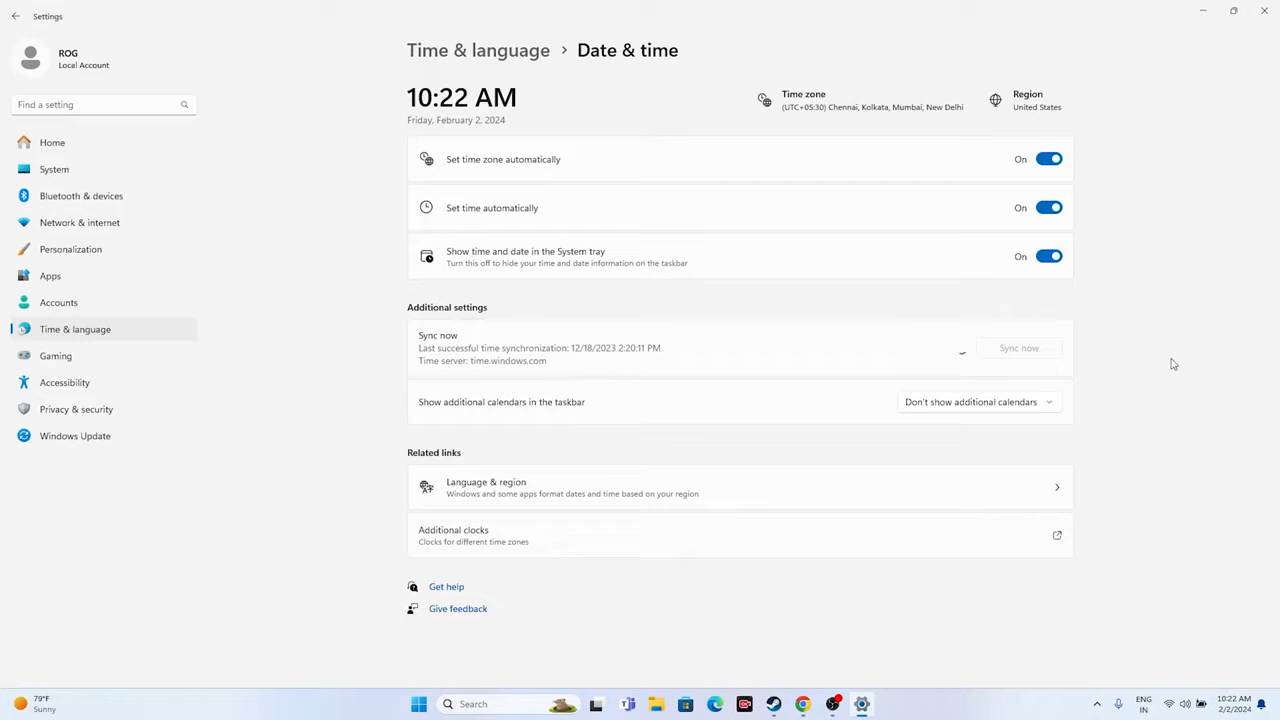 Settings
ROG
Local Account
Find a setting
Home
System
Bluetooth & devices
Network & internet
Personalization
Apps
Accounts
Time & language
Gaming
Accessibility
Privacy & security
Windows Update
Time & language > Date & time
10:22 AM
Friday, February 2, 2024
Time zone
(UTC+05:30) Chennai, Kolkata, Mumbai, New Delhi
Region
United States
Set time zone automatically
On
Set time automatically
On
Show time and date in the System tray
Turn this off to hide your time and date information on the taskbar
On
Additional settings
Sync now
Last successful time synchronization: 12/18/2023 2:20:11 PM
Time server: time.windows.com
Sync now
Show additional calendars in the taskbar
Don't show additional calendars
Related links
Language & region
Windows and some apps format dates and time based on your region
Additional clocks
Clocks for different time zones
Get help
Give feedback
79°F
Sunny
Search
ENG
IN
10:22 AM
2/2/2024